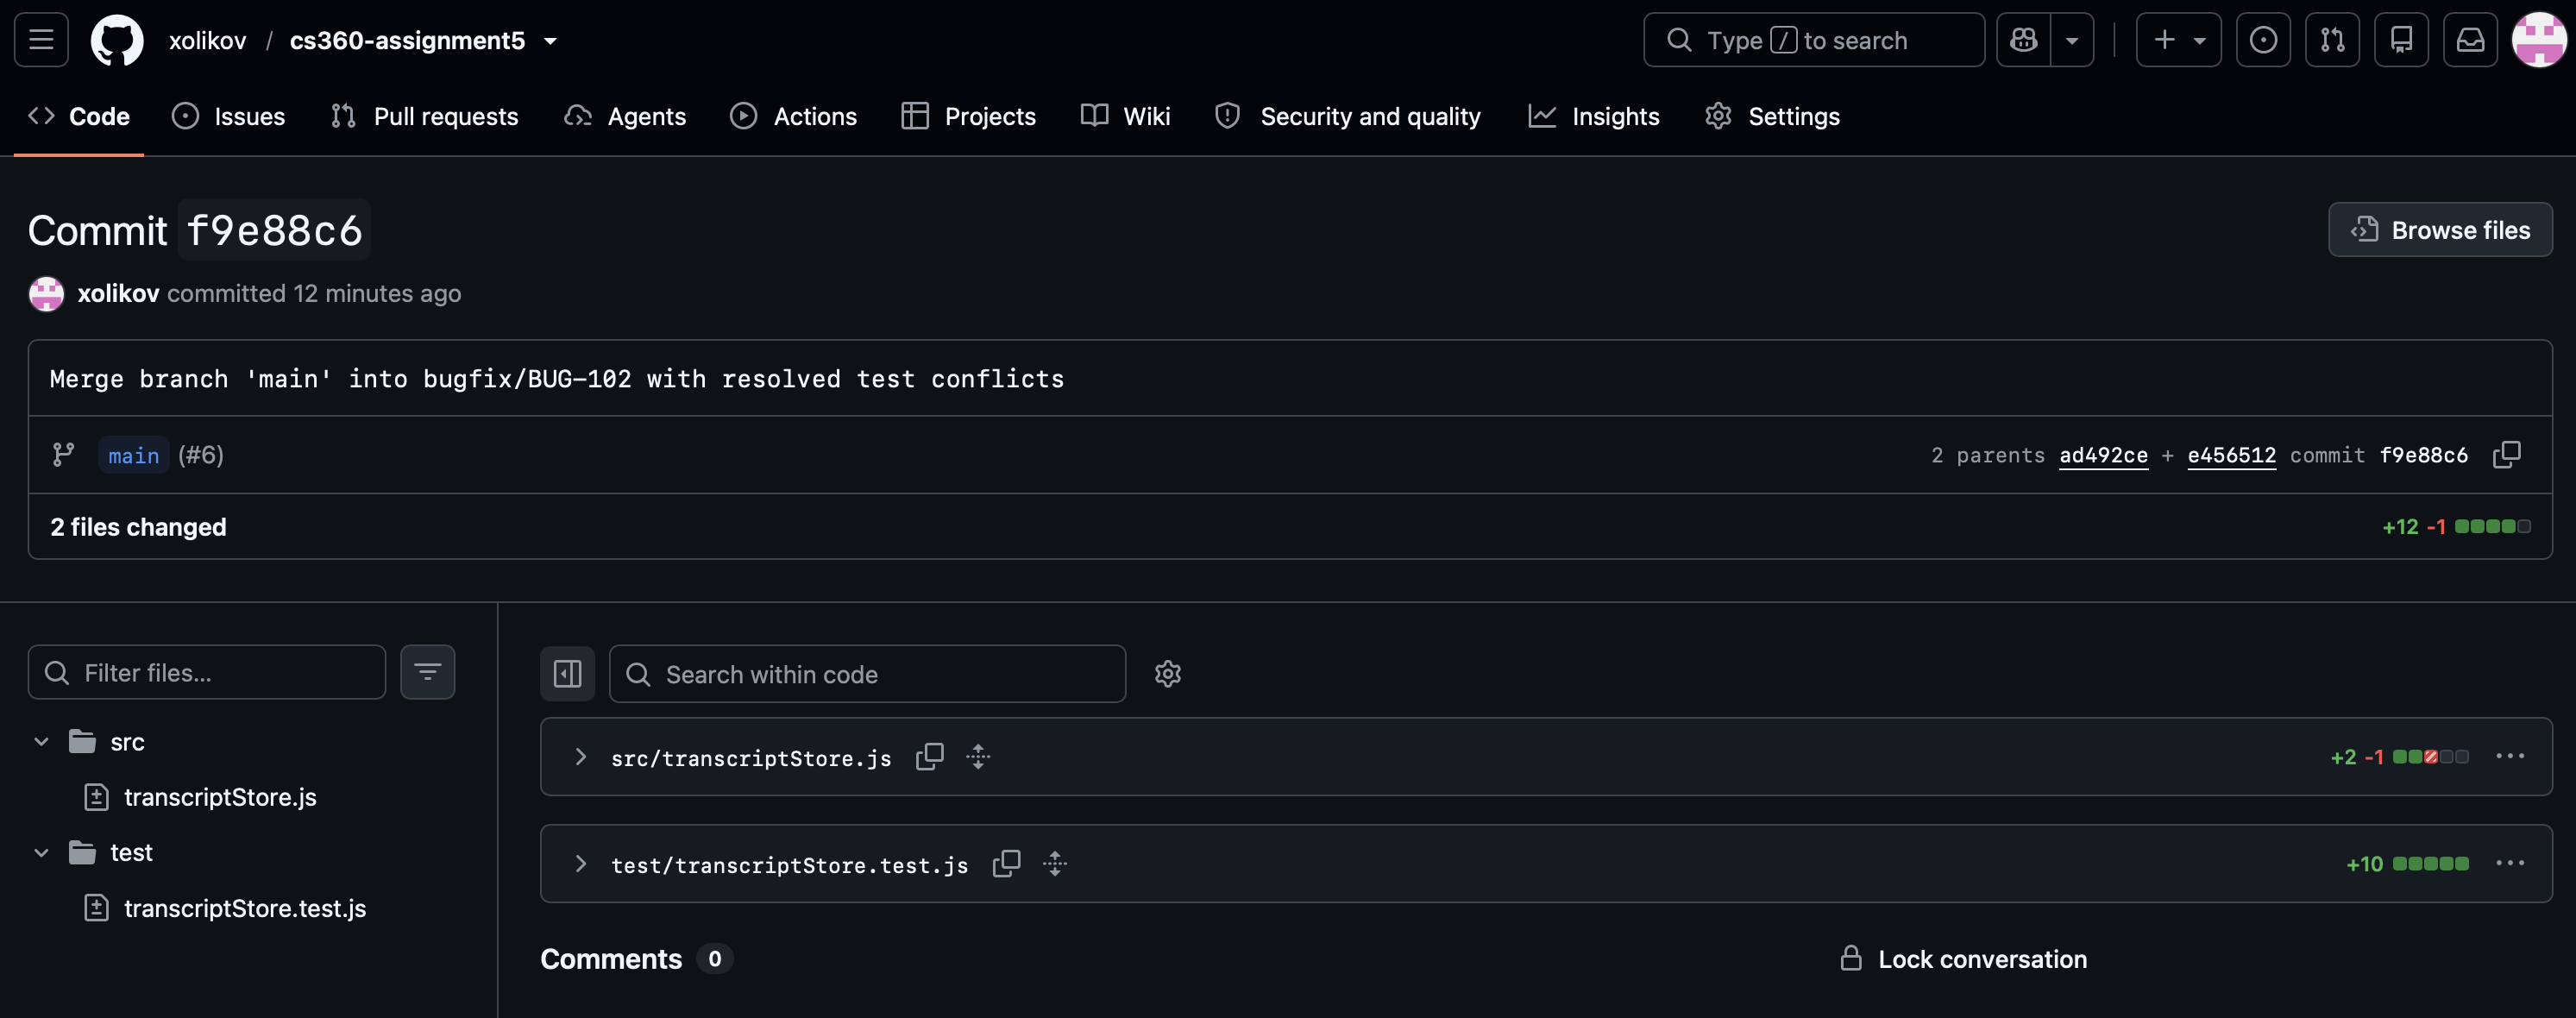 xolikov / cs360-assignment5
Type / to search
Code Issues Pull requests Agents Actions Projects Wiki Security and quality Insights Settings
Commit f9e88c6
Browse files
xolikov committed 12 minutes ago
Merge branch 'main' into bugfix/BUG-102 with resolved test conflicts
main (#6)
2 parents ad492ce + e456512 commit f9e88c6
2 files changed
+12 -1
Filter files...
src
transcriptStore.js
test
transcriptStore.test.js
Search within code
src/transcriptStore.js
+2 -1
test/transcriptStore.test.js
+10
Comments 0
Lock conversation